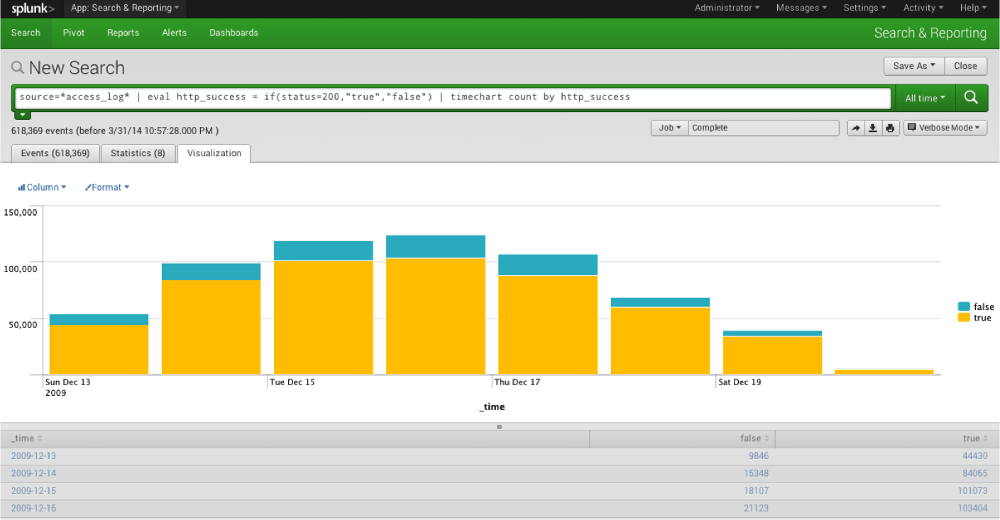 splunk> App: Search & Reporting Administrator Messages Settings Activity Help
Search Pivot Reports Alerts Dashboards Search & Reporting
New Search Save As Close
source=*access_log* | eval http_success = if(status=200,"true","false") | timechart count by http_success All time
618,369 events (before 3/31/14 10:57:28.000 PM ) Job Complete Verbose Mode
Events (618,369) Statistics (8) Visualization
Column Format
150,000
100,000
50,000
false
true
Sun Dec 13 Tue Dec 15 Thu Dec 17 Sat Dec 19
2009
_time
_time false true
2009-12-13 9846 44430
2009-12-14 15348 84065
2009-12-15 18107 101073
2009-12-16 21123 103404